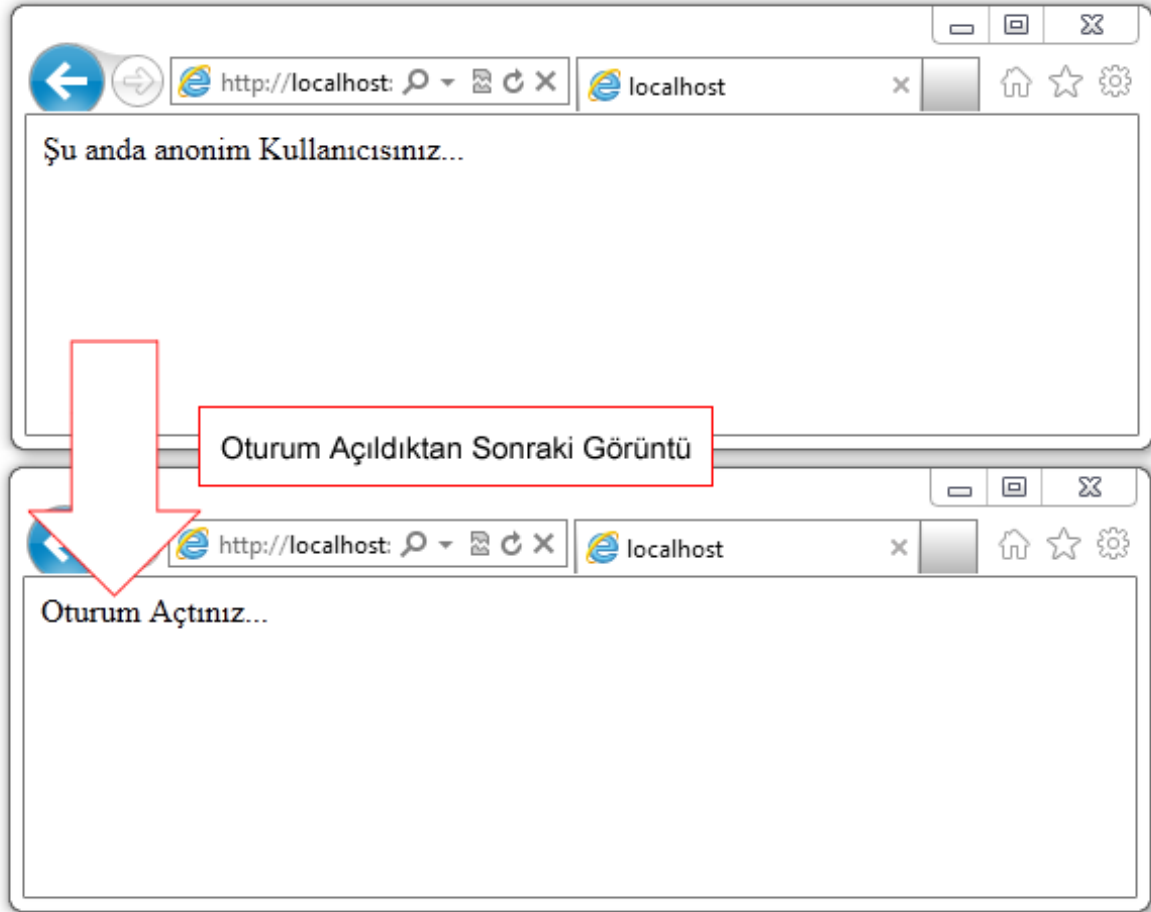 http://localhost:
localhost
Şu anda anonim Kullanıcısınız...
Oturum Açıldıktan Sonraki Görüntü
http://localhost:
localhost
Oturum Açtınız...